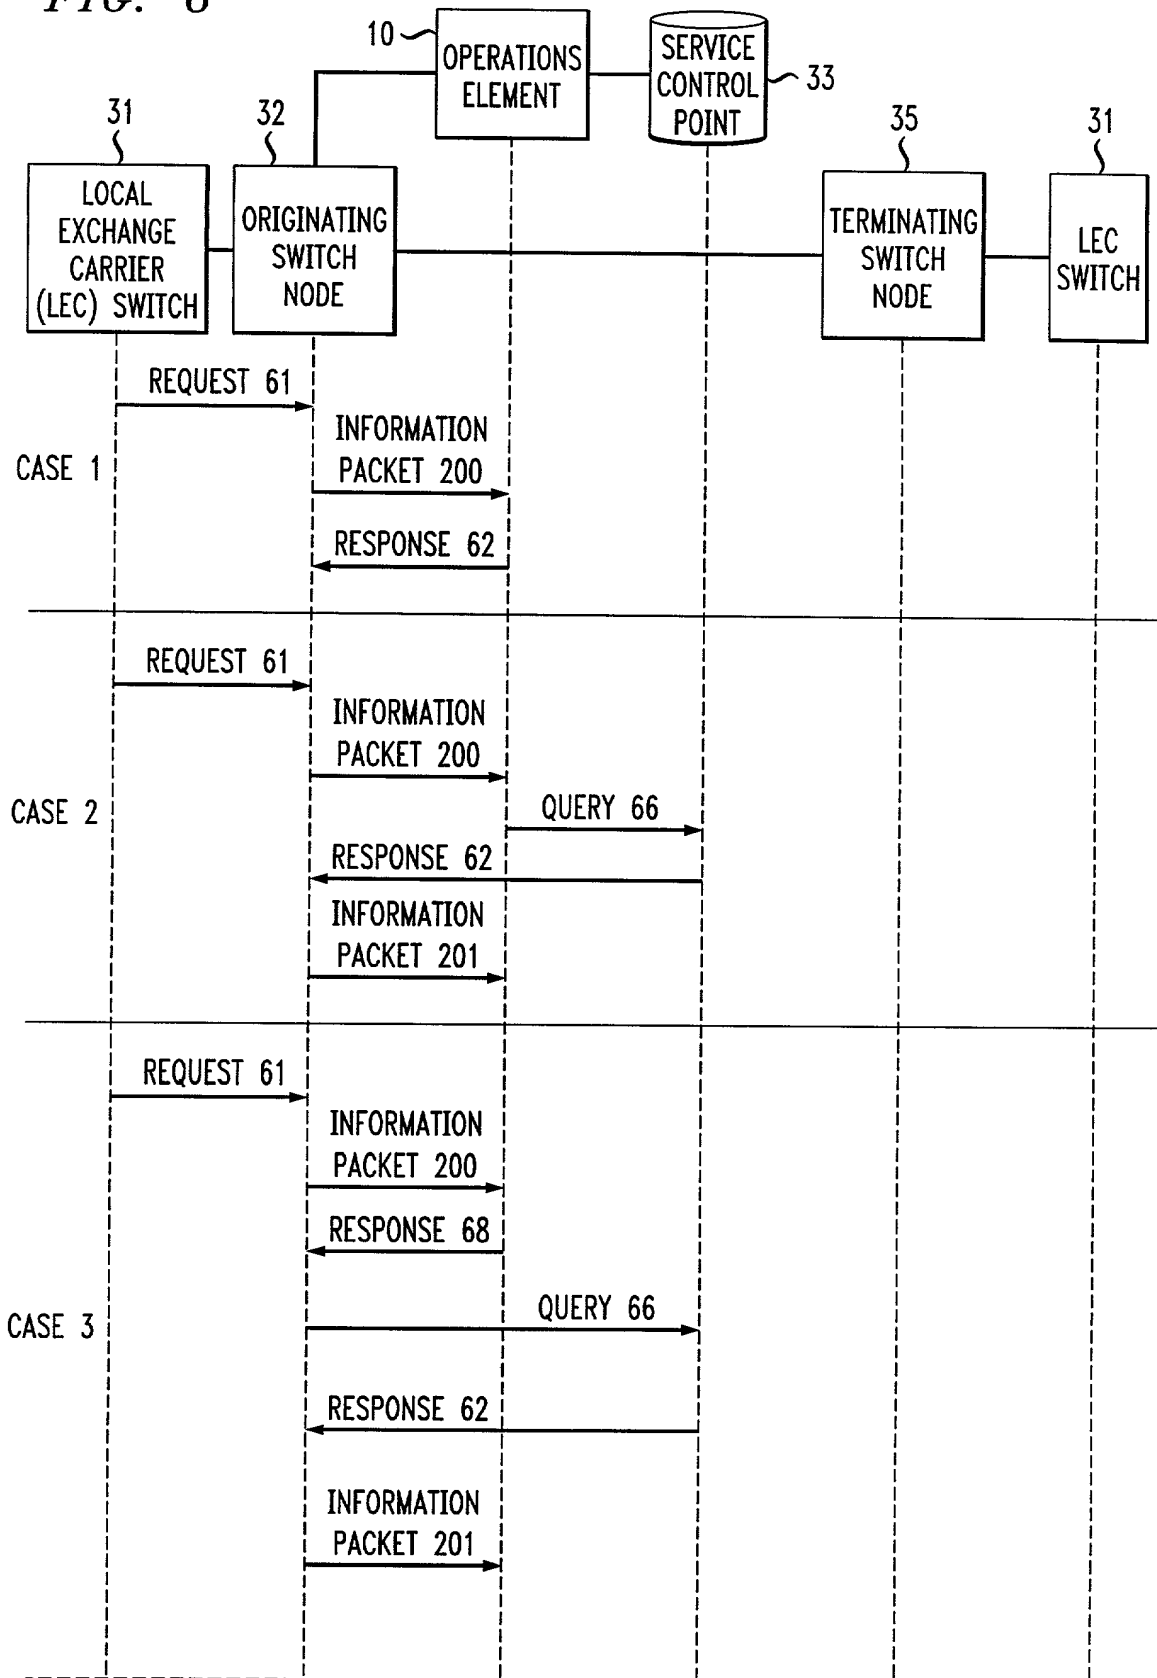 10
OPERATIONS
ELEMENT
SERVICE
CONTROL
POINT
33
31
32
35
31
LOCAL
EXCHANGE
CARRIER
(LEC) SWITCH
ORIGINATING
SWITCH
NODE
TERMINATING
SWITCH
NODE
LEC
SWITCH
REQUEST 61
INFORMATION
PACKET 200
CASE 1
RESPONSE 62
REQUEST 61
INFORMATION
PACKET 200
CASE 2
QUERY 66
RESPONSE 62
INFORMATION
PACKET 201
REQUEST 61
INFORMATION
PACKET 200
RESPONSE 68
QUERY 66
CASE 3
RESPONSE 62
INFORMATION
PACKET 201